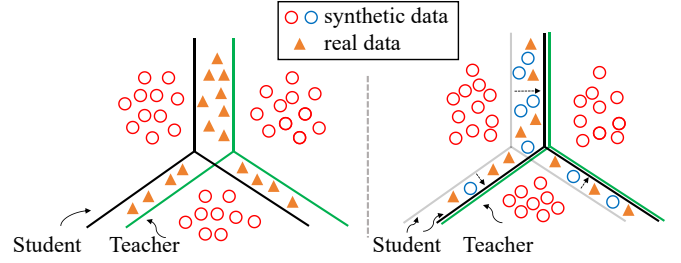 synthetic data
real data
Student
Teacher
Student
Teacher